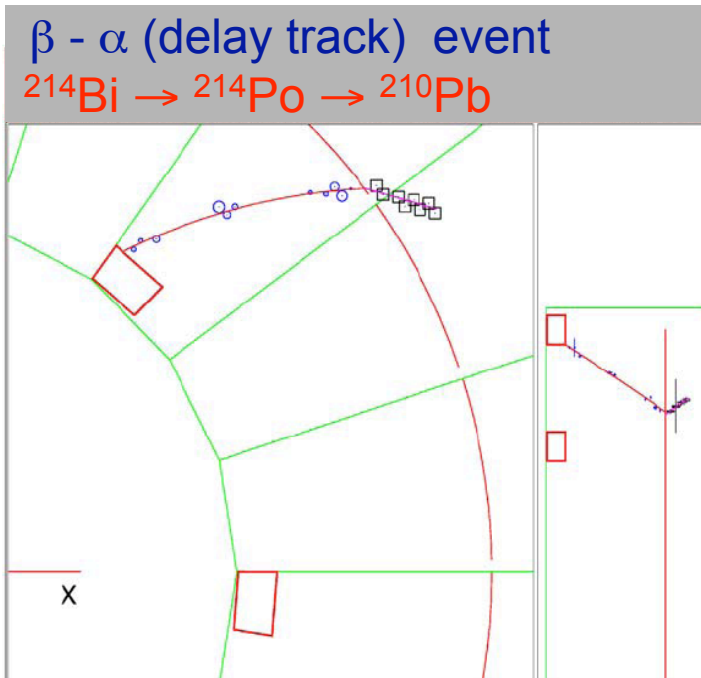 β - α (delay track) event
²¹⁴Bi → ²¹⁴Po → ²¹⁰Pb
X